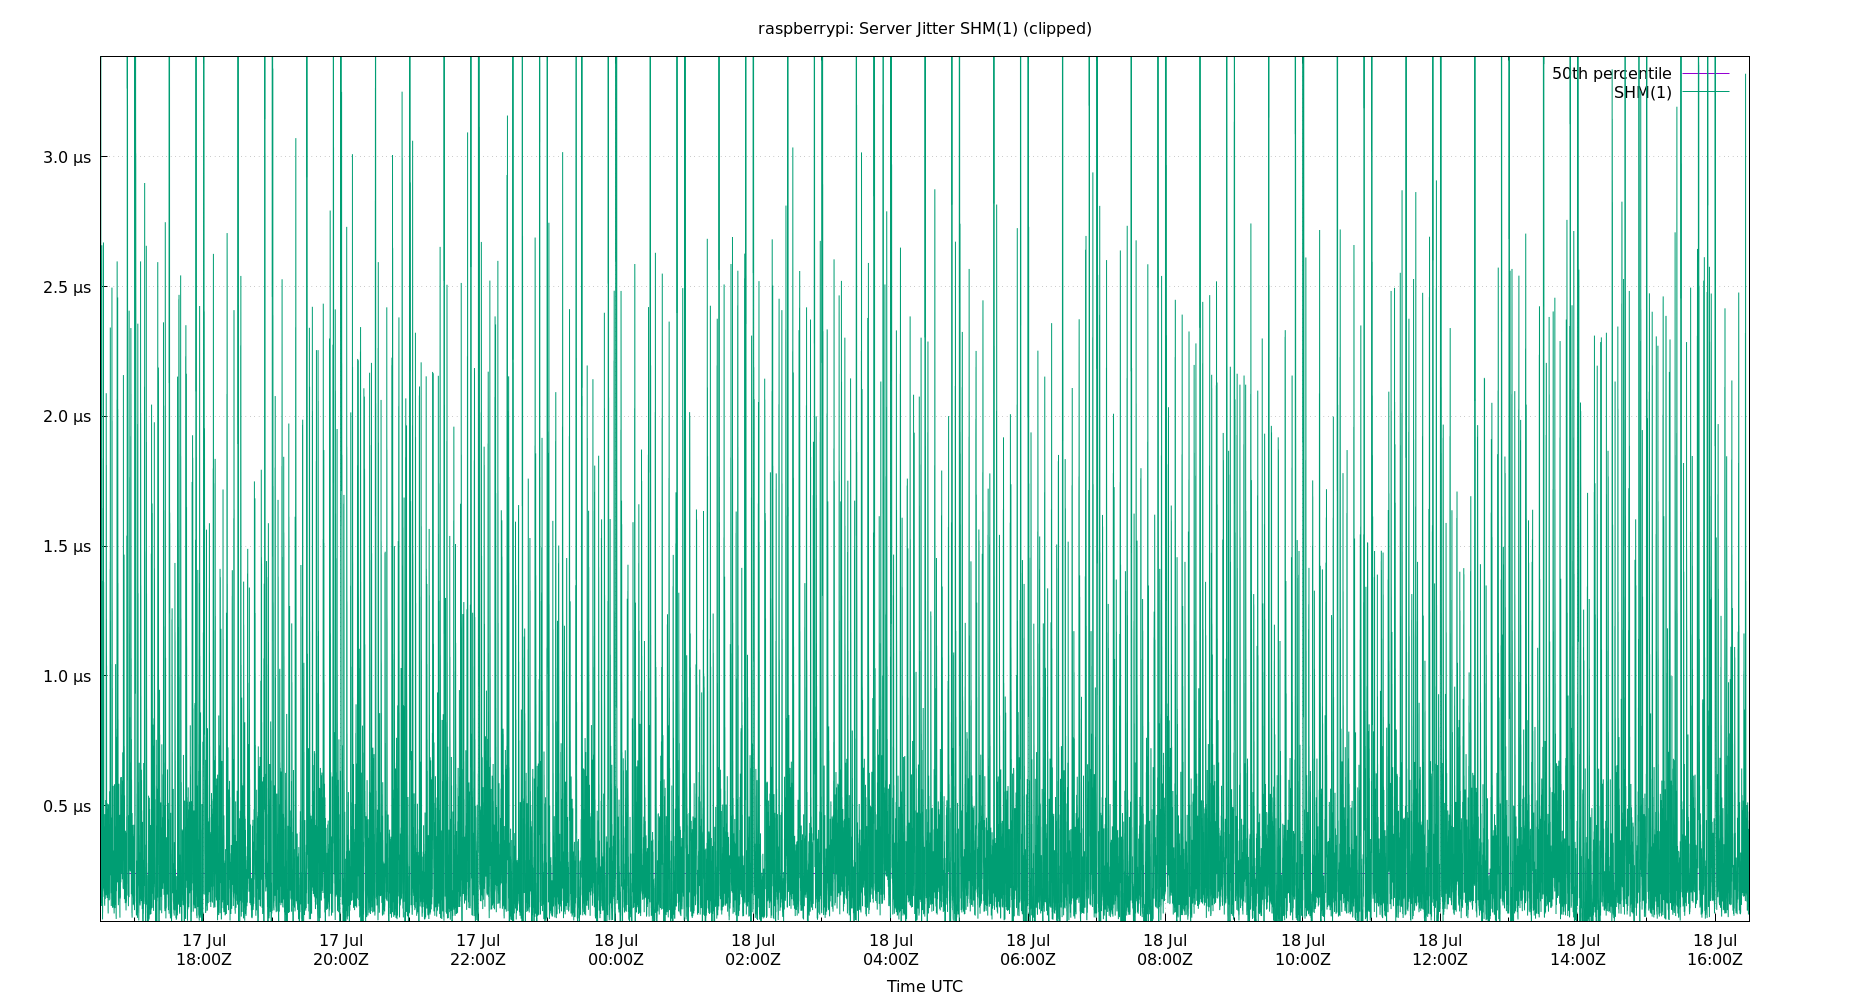 raspberrypi: Server Jitter SHM(1) (clipped)
50th percentile
SHM(1)
3.0 µs
2.5 µs
2.0 µs
1.5 µs
1.0 µs
0.5 µs
17 Jul 17 Jul 17 Jul 18 Jul 18 Jul 18 Jul 18 Jul 18 Jul 18 Jul 18 Jul 18 Jul 18 Jul
18:00Z 20:00Z 22:00Z 00:00Z 02:00Z 04:00Z 06:00Z 08:00Z 10:00Z 12:00Z 14:00Z 16:00Z
Time UTC